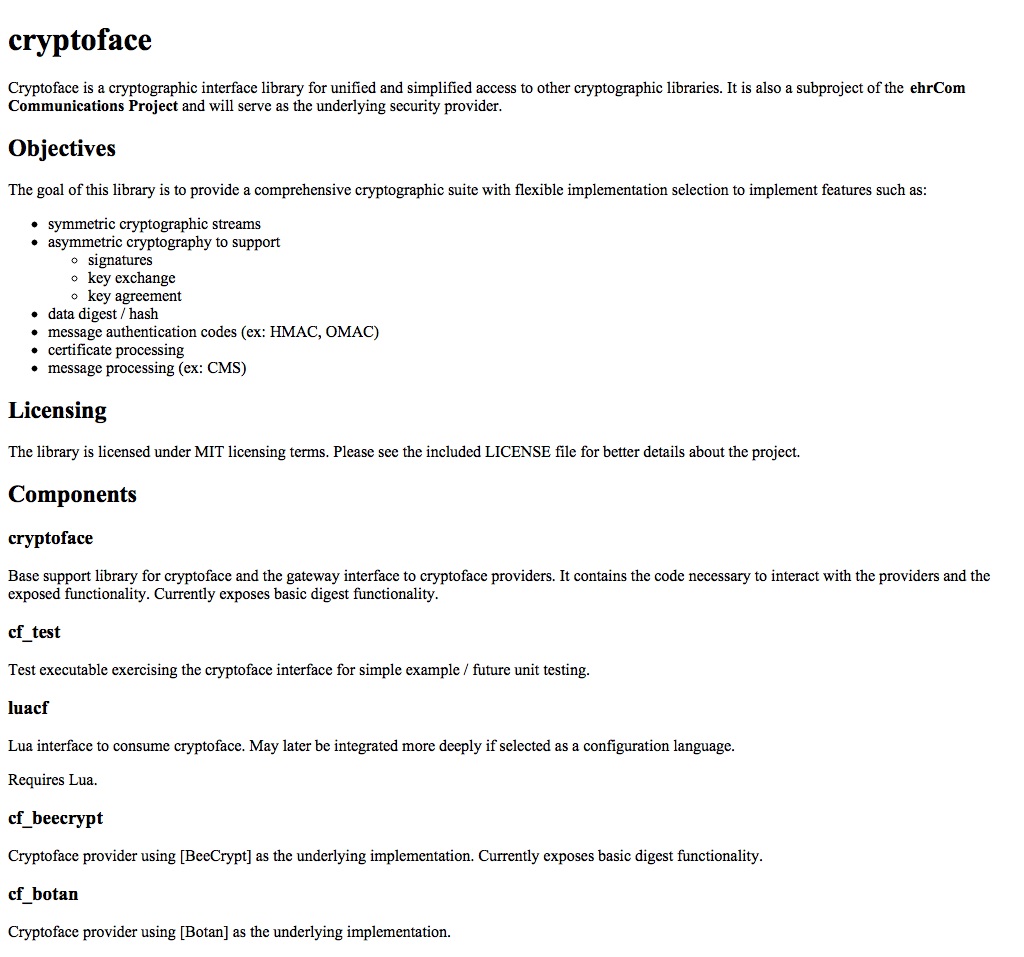 cryptoface
Cryptoface is a cryptographic interface library for unified and simplified access to other cryptographic libraries. It is also a subproject of the ehrCom
Communications Project and will serve as the underlying security provider.
Objectives
The goal of this library is to provide a comprehensive cryptographic suite with flexible implementation selection to implement features such as:
• symmetric cryptographic streams
• asymmetric cryptography to support
◦ signatures
◦ key exchange
◦ key agreement
• data digest / hash
• message authentication codes (ex: HMAC, OMAC)
• certificate processing
• message processing (ex: CMS)
Licensing
The library is licensed under MIT licensing terms. Please see the included LICENSE file for better details about the project.
Components
cryptoface
Base support library for cryptoface and the gateway interface to cryptoface providers. It contains the code necessary to interact with the providers and the
exposed functionality. Currently exposes basic digest functionality.
cf_test
Test executable exercising the cryptoface interface for simple example / future unit testing.
luacf
Lua interface to consume cryptoface. May later be integrated more deeply if selected as a configuration language.
Requires Lua.
cf_beecrypt
Cryptoface provider using [BeeCrypt] as the underlying implementation. Currently exposes basic digest functionality.
cf_botan
Cryptoface provider using [Botan] as the underlying implementation.